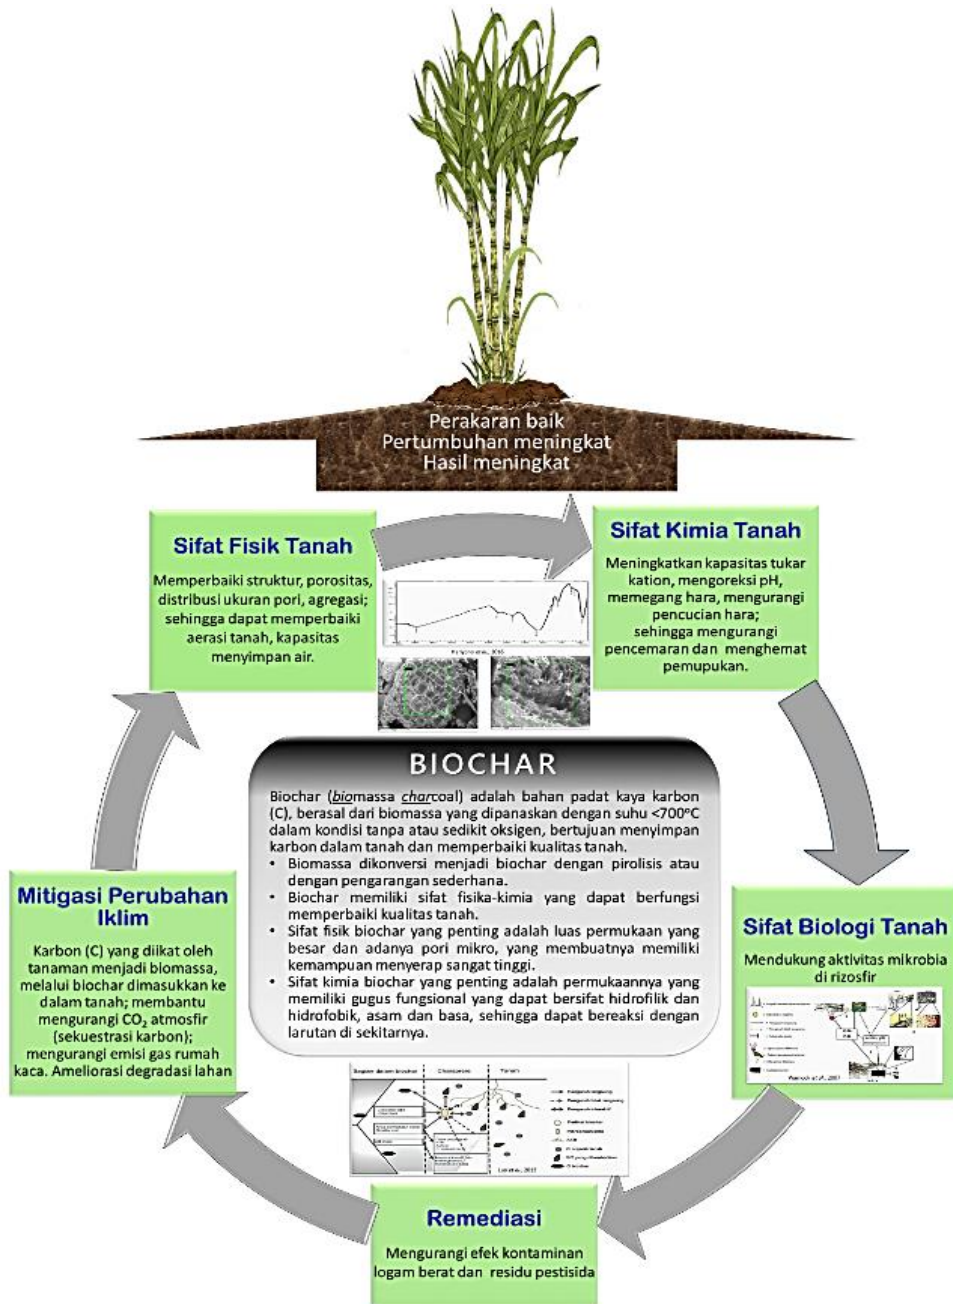 Perakaran baik
Pertumbuhan meningkat
Hasil meningkat
Sifat Fisik Tanah
Memperbaiki struktur, porositas,
distribusi ukuran pori, agregasi;
sehingga dapat memperbaiki
aerasi tanah, kapasitas
menyimpan air.
Sifat Kimia Tanah
Meningkatkan kapasitas tukar
kation, mengoreksi pH,
memegang hara, mengurangi
pencucian hara;
sehingga mengurangi
pencemaran dan menghemat
pemupukan.
BIOCHAR
Biochar (biomassa charcoal) adalah bahan padat kaya karbon
(C), berasal dari biomassa yang dipanaskan dengan suhu <700°C
dalam kondisi tanpa atau sedikit oksigen, bertujuan menyimpan
karbon dalam tanah dan memperbaiki kualitas tanah.
• Biomassa dikonversi menjadi biochar dengan pirolisis atau
dengan pengarangan sederhana.
• Biochar memiliki sifat fisika-kimia yang dapat berfungsi
memperbaiki kualitas tanah.
• Sifat fisik biochar yang penting adalah luas permukaan yang
besar dan adanya pori mikro, yang membuatnya memiliki
kemampuan menyerap sangat tinggi.
• Sifat kimia biochar yang penting adalah permukaannya yang
memiliki gugus fungsional yang dapat bersifat hidrofilik dan
hidrofobik, asam dan basa, sehingga dapat bereaksi dengan
larutan di sekitarnya.
Mitigasi Perubahan
Iklim
Karbon (C) yang diikat oleh
tanaman menjadi biomassa,
melalui biochar dimasukkan ke
dalam tanah; membantu
mengurangi CO₂ atmosfir
(sekuestrasi karbon);
mengurangi emisi gas rumah
kaca. Ameliorasi degradasi lahan
Sifat Biologi Tanah
Mendukung aktivitas mikrobia
di rizosfir
Tanah
Remediasi
Mengurangi efek kontaminan
logam berat dan residu pestisida